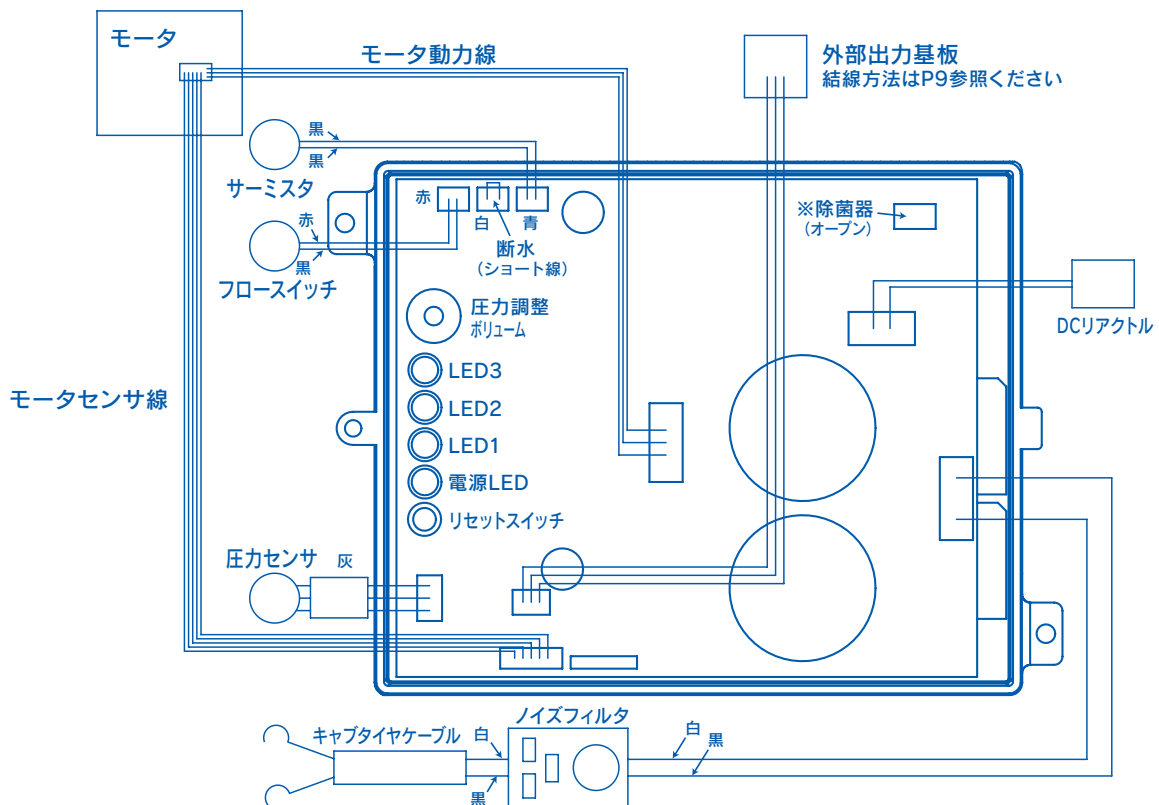 モータ
モータ動力線
外部出力基板
結線方法はP9参照ください
黒
黒
サーミスタ
赤
白
青
※除菌器
(オープン)
断水
(ショート線)
赤
黒
フロースイッチ
圧力調整
ボリューム
DCリアクトル
LED3
モータセンサ線
LED2
LED1
電源LED
リセットスイッチ
圧力センサ
灰
ノイズフィルタ
キャブタイヤケーブル
白
黒
白
黒